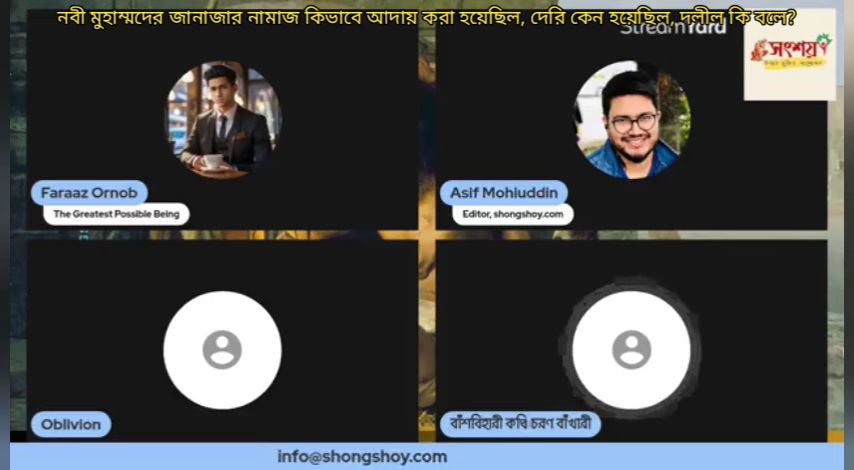 নবী মুহাম্মদের জানাজার নামাজ কিভাবে আদায় করা হয়েছিল, দেরি কেন হয়েছিল, দলীল কি বলে?
StreamYard
সংশয়
Faraaz Ornob
The Greatest Possible Being
Asif Mohiuddin
Editor, shongshoy.com
Oblivion
বাঁশবিহারী কদ্বি চরণ বাঁখারী
info@shongshoy.com